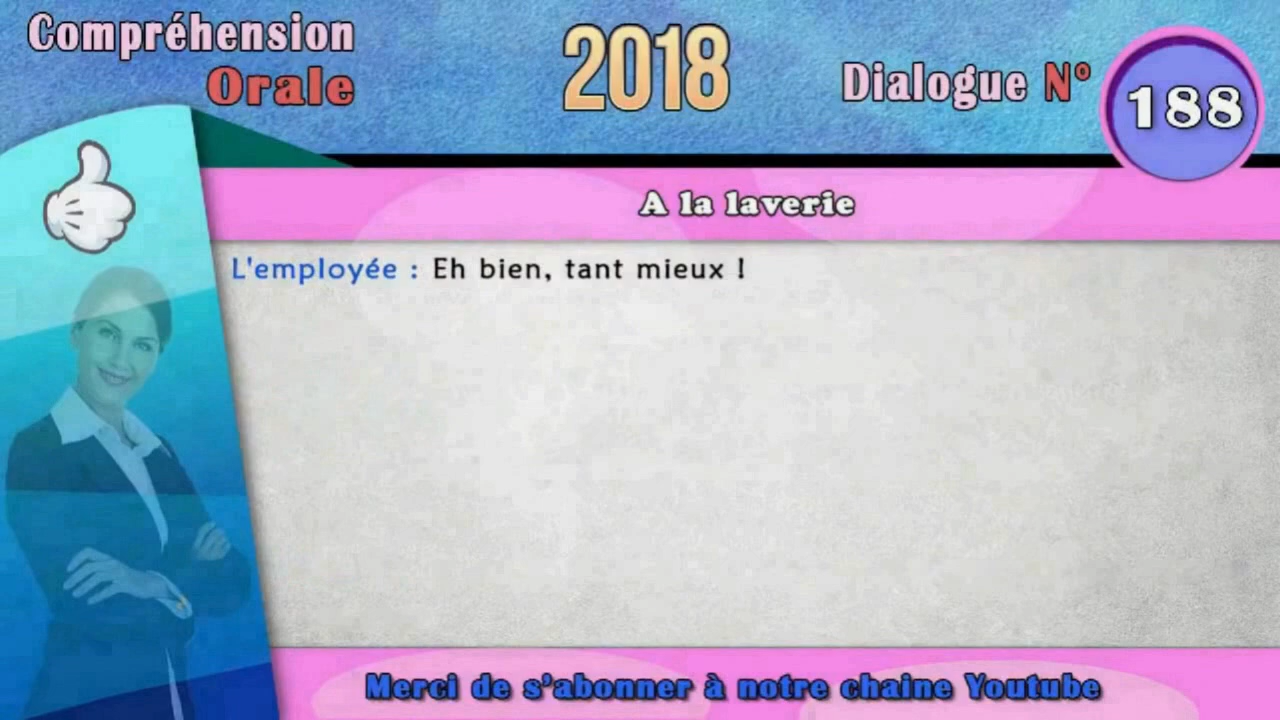 Compréhension
Orale
2018
Dialogue N°
188
A la laverie
L'employée : Eh bien, tant mieux !
Merci de s'abonner à notre chaine Youtube